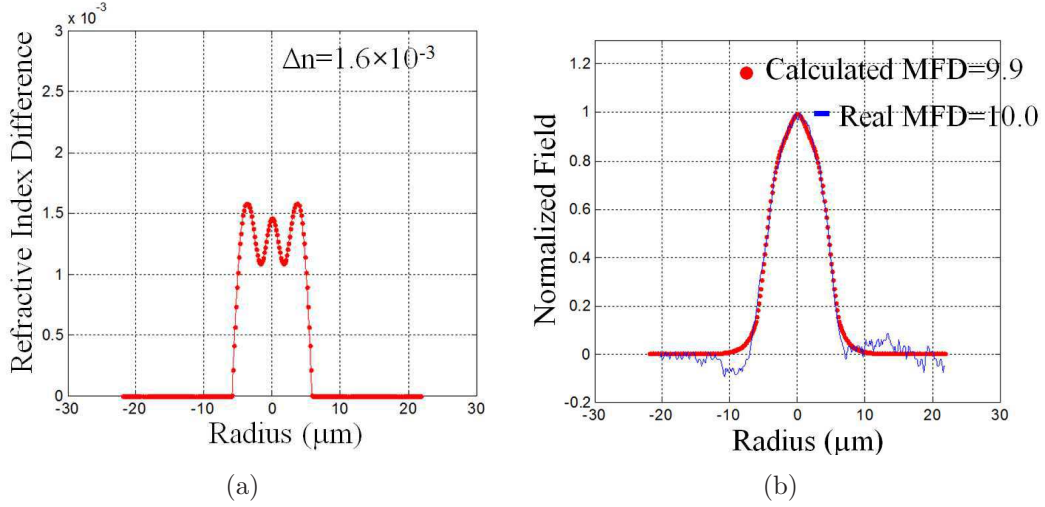 x 10⁻³
Δn=1.6×10⁻³
3
2.5
2
1.5
1
0.5
0
-30 -20 -10 0 10 20 30
Refractive Index Difference
Radius (μm)
(a)
Calculated MFD=9.9
Real MFD=10.0
1.2
1
0.8
0.6
0.4
0.2
0
-0.2
-30 -20 -10 0 10 20 30
Normalized Field
Radius (μm)
(b)